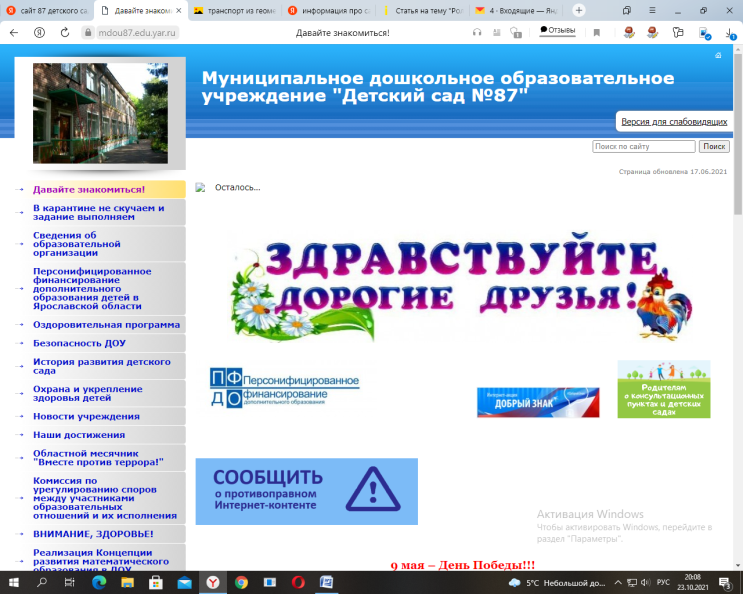 сайт 87 детского са
Давайте знакоми
транспорт из геоме
информация про с
Статья на тему "Рол
4 · Входящие — Ян
mdou87.edu.yar.ru
Давайте знакомиться!
Отзывы
Муниципальное дошкольное образовательное
учреждение "Детский сад №87"
Версия для слабовидящих
Поиск по сайту
Поиск
Страница обновлена 17.06.2021
Давайте знакомиться!
В карантине не скучаем и
задание выполняем
Сведения об
образовательной
организации
Персонифицированное
финансирование
дополнительного
образования детей в
Ярославской области
Оздоровительная программа
Безопасность ДОУ
История развития детского
сада
Охрана и укрепление
здоровья детей
Новости учреждения
Наши достижения
Областной месячник
"Вместе против террора!"
Комиссия по
урегулированию споров
между участниками
образовательных
отношений и их исполнения
ВНИМАНИЕ, ЗДОРОВЬЕ!
Реализация Концепции
развития математического
образования в ДОУ
Осталось...
ЗДРАВСТВУЙТЕ,
ДОРОГИЕ ДРУЗЬЯ!
ПФ Персонифицированное
ДО финансирование
дополнительного образования
ДОБРЫЙ ЗНАК
Родителям
о консультационных
пунктах и детских
садах
СООБЩИТЬ
о противоправном
Интернет-контенте
Активация Windows
Чтобы активировать Windows, перейдите в
раздел "Параметры".
9 мая – День Победы!!!
5°C Небольшой до...
РУС
20:08
23.10.2021